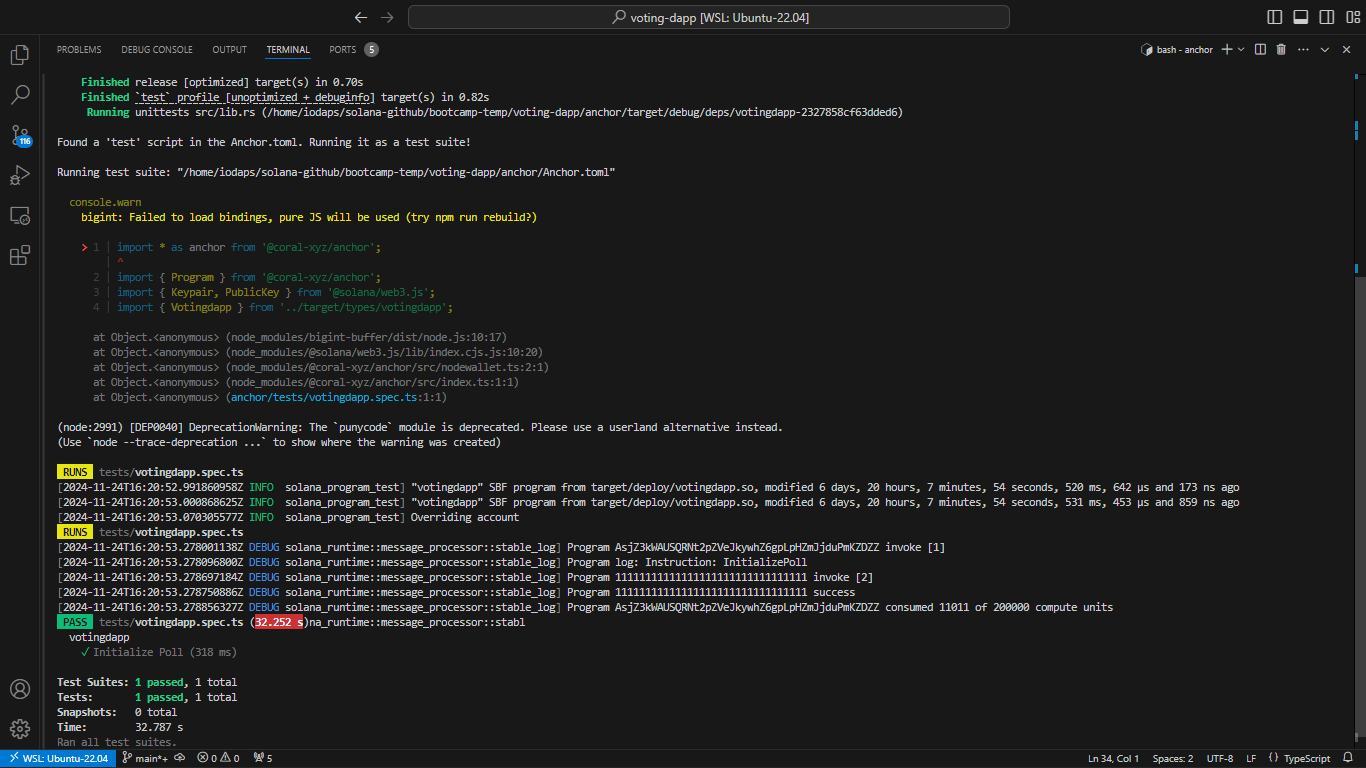 voting-dapp [WSL: Ubuntu-22.04]
PROBLEMS DEBUG CONSOLE OUTPUT TERMINAL PORTS 5
bash - anchor
Finished release [optimized] target(s) in 0.70s
Finished `test` profile [unoptimized + debuginfo] target(s) in 0.82s
Running unittests src/lib.rs (/home/iodaps/solana-github/bootcamp-temp/voting-dapp/anchor/target/debug/deps/votingdapp-2327858cf63dded6)
Found a 'test' script in the Anchor.toml. Running it as a test suite!
Running test suite: "/home/iodaps/solana-github/bootcamp-temp/voting-dapp/anchor/Anchor.toml"
console.warn
bigint: Failed to load bindings, pure JS will be used (try npm run rebuild?)
> 1 | import * as anchor from '@coral-xyz/anchor';
| ^
2 | import { Program } from '@coral-xyz/anchor';
3 | import { Keypair, PublicKey } from '@solana/web3.js';
4 | import { Votingdapp } from '../target/types/votingdapp';
at Object.<anonymous> (node_modules/bigint-buffer/dist/node.js:10:17)
at Object.<anonymous> (node_modules/@solana/web3.js/lib/index.cjs.js:10:20)
at Object.<anonymous> (node_modules/@coral-xyz/anchor/src/nodewallet.ts:2:1)
at Object.<anonymous> (node_modules/@coral-xyz/anchor/src/index.ts:1:1)
at Object.<anonymous> (anchor/tests/votingdapp.spec.ts:1:1)
(node:2991) [DEP0040] DeprecationWarning: The `punycode` module is deprecated. Please use a userland alternative instead.
(Use `node --trace-deprecation ...` to show where the warning was created)
RUNS tests/votingdapp.spec.ts
[2024-11-24T16:20:52.991860958Z INFO solana_program_test] "votingdapp" SBF program from target/deploy/votingdapp.so, modified 6 days, 20 hours, 7 minutes, 54 seconds, 520 ms, 642 µs and 173 ns ago
[2024-11-24T16:20:53.000868625Z INFO solana_program_test] "votingdapp" SBF program from target/deploy/votingdapp.so, modified 6 days, 20 hours, 7 minutes, 54 seconds, 531 ms, 453 µs and 859 ns ago
[2024-11-24T16:20:53.070305577Z INFO solana_program_test] Overriding account
RUNS tests/votingdapp.spec.ts
[2024-11-24T16:20:53.278001138Z DEBUG solana_runtime::message_processor::stable_log] Program AsjZ3kWAUSQRNt2pZVeJkywhZ6gpLpHZmJjduPmKZDZZ invoke [1]
[2024-11-24T16:20:53.278096800Z DEBUG solana_runtime::message_processor::stable_log] Program log: Instruction: InitializePoll
[2024-11-24T16:20:53.278697184Z DEBUG solana_runtime::message_processor::stable_log] Program 11111111111111111111111111111111 invoke [2]
[2024-11-24T16:20:53.278750886Z DEBUG solana_runtime::message_processor::stable_log] Program 11111111111111111111111111111111 success
[2024-11-24T16:20:53.278856327Z DEBUG solana_runtime::message_processor::stable_log] Program AsjZ3kWAUSQRNt2pZVeJkywhZ6gpLpHZmJjduPmKZDZZ consumed 11011 of 200000 compute units
PASS tests/votingdapp.spec.ts (32.252 s)na_runtime::message_processor::stabl
votingdapp
✓ Initialize Poll (318 ms)
Test Suites: 1 passed, 1 total
Tests: 1 passed, 1 total
Snapshots: 0 total
Time: 32.787 s
Ran all test suites.
116
WSL: Ubuntu-22.04 main*+ 0 0 5 Ln 34, Col 1 Spaces: 2 UTF-8 LF {} TypeScript